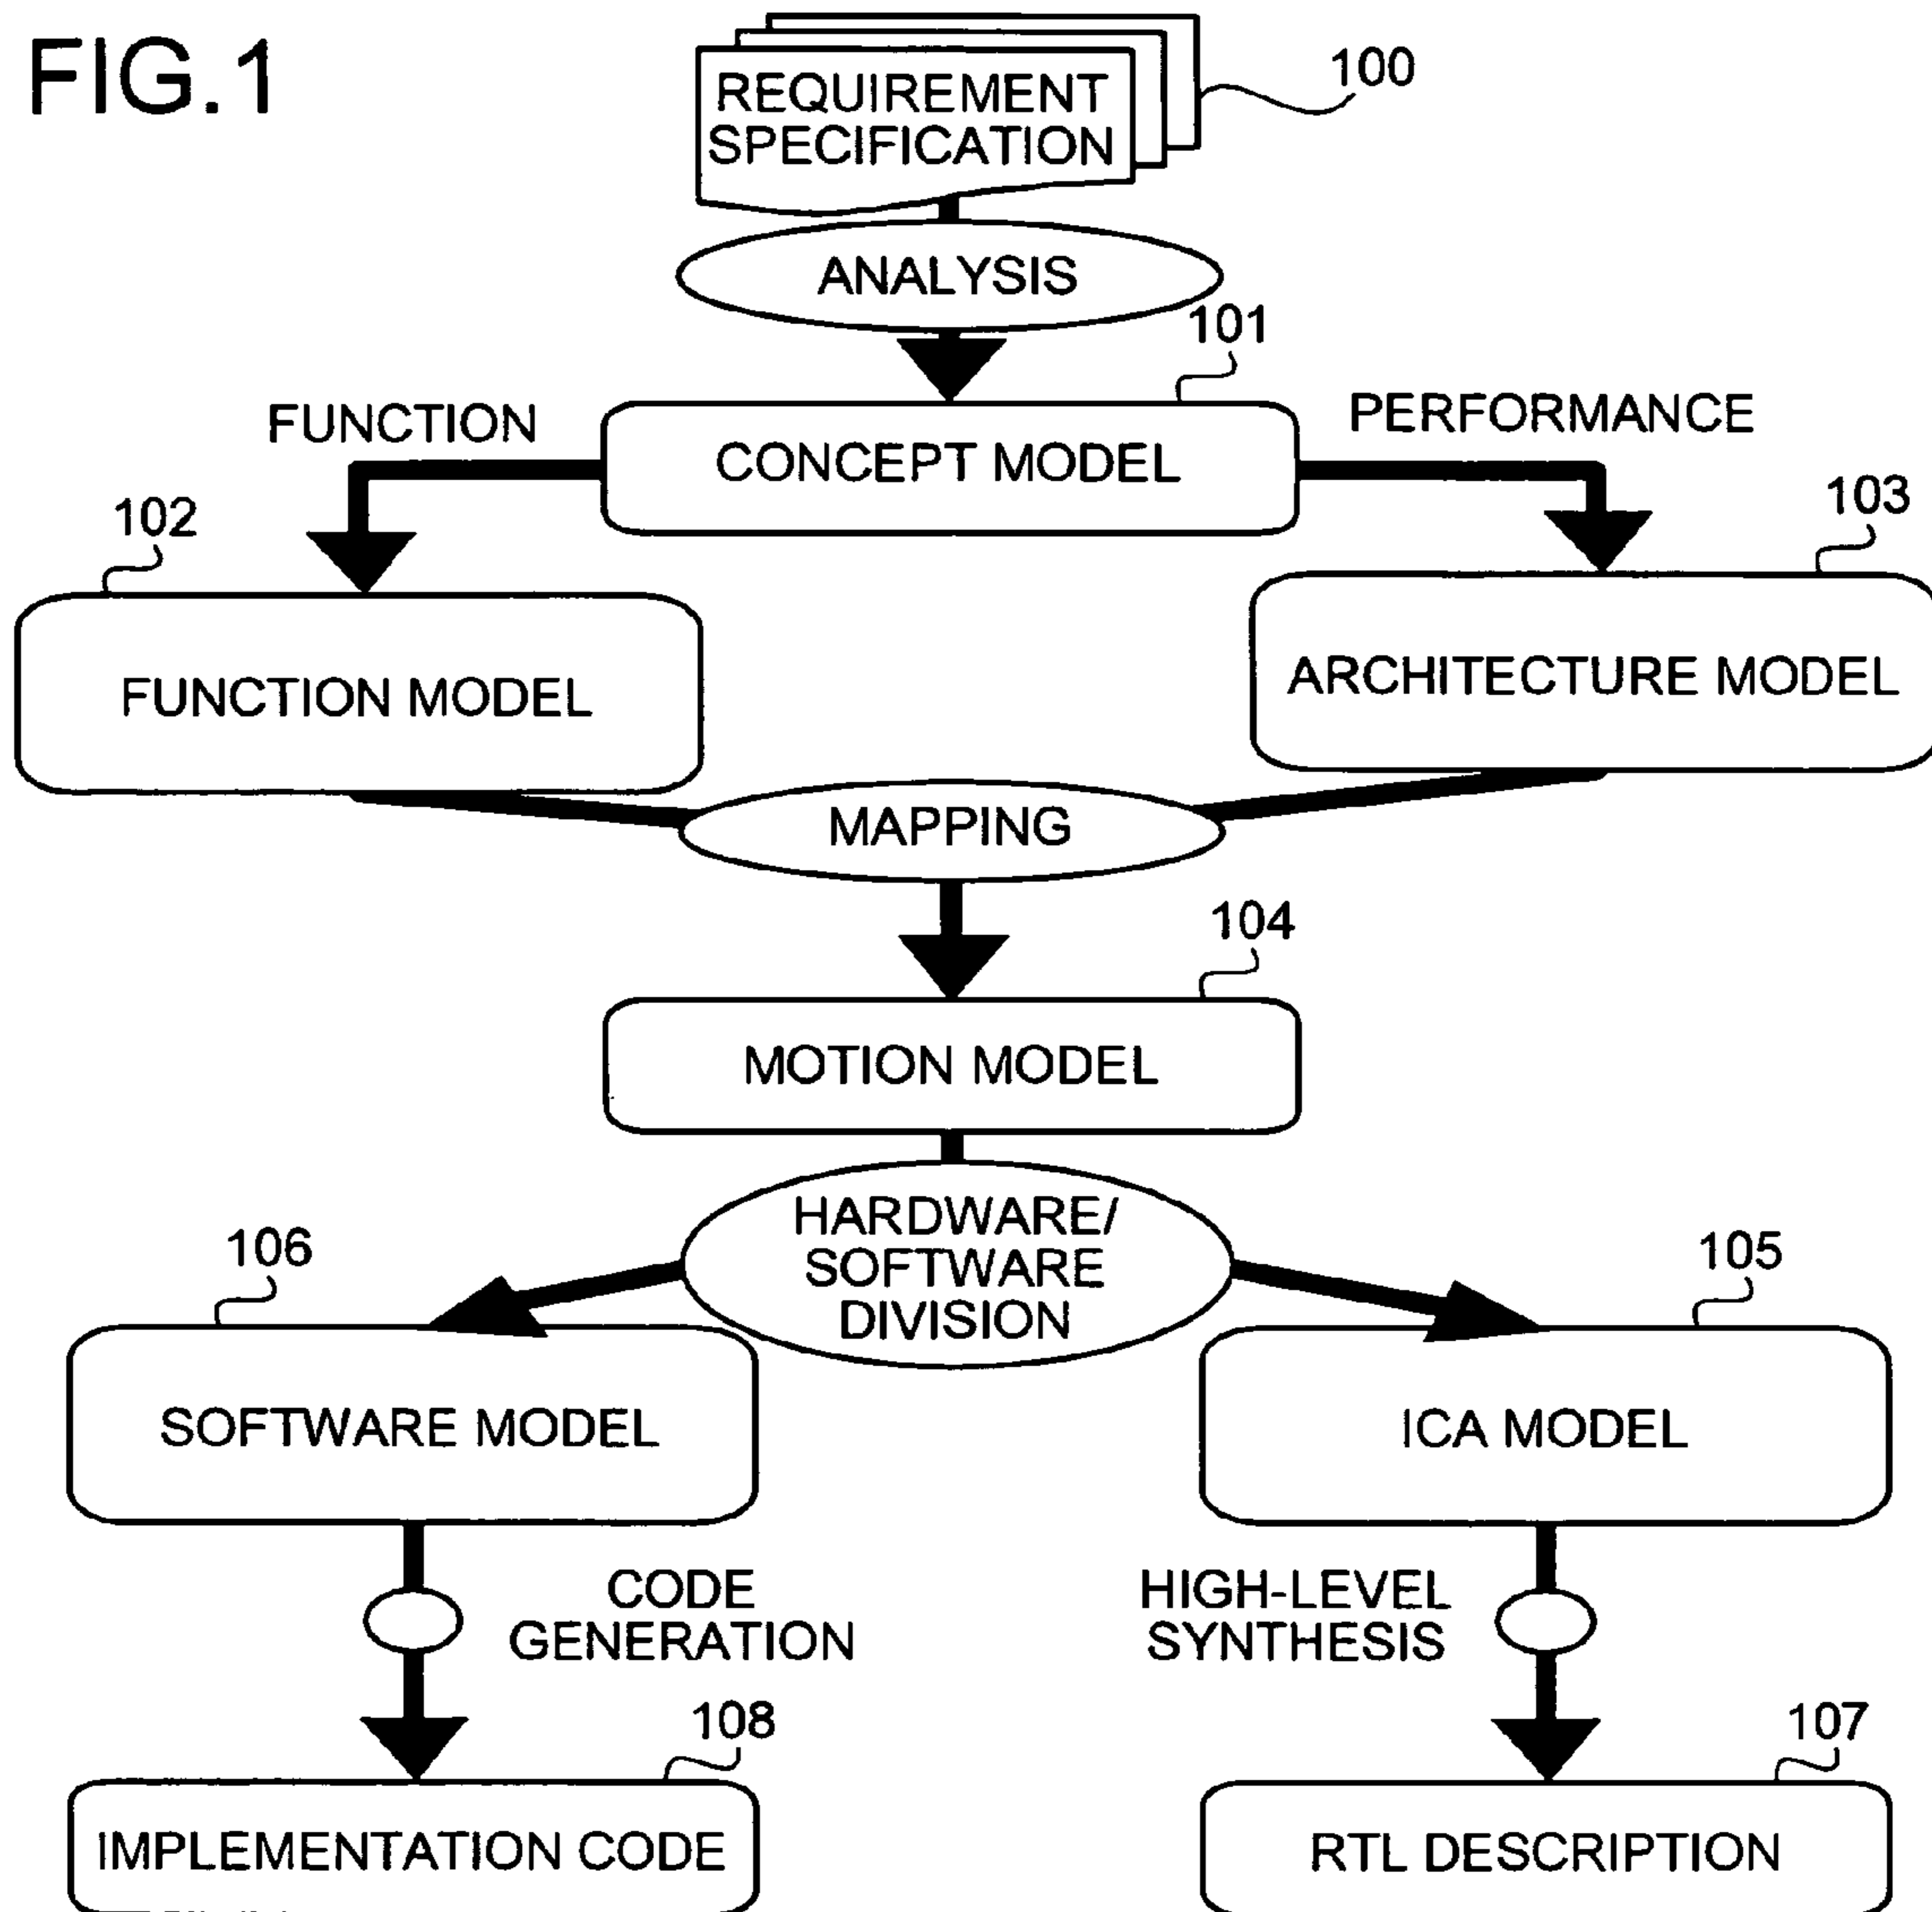 FIG.1
REQUIREMENT
SPECIFICATION
100
ANALYSIS
101
FUNCTION
CONCEPT MODEL
PERFORMANCE
102
103
FUNCTION MODEL
ARCHITECTURE MODEL
MAPPING
104
MOTION MODEL
HARDWARE/
SOFTWARE
DIVISION
106
105
SOFTWARE MODEL
ICA MODEL
CODE
GENERATION
HIGH-LEVEL
SYNTHESIS
108
107
IMPLEMENTATION CODE
RTL DESCRIPTION